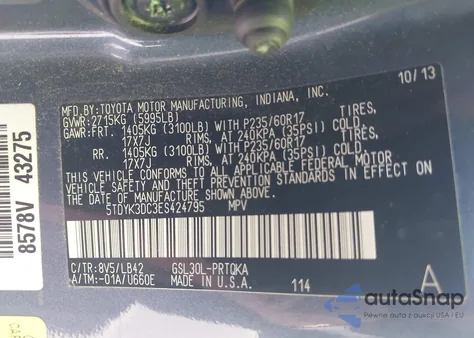 MFD. BY: TOYOTA MOTOR MANUFACTURING, INDIANA, INC. 10/13
GVWR: 2715KG (5995LB)
GAWR: FRT. 1405KG (3100LB) WITH P235/60R17 TIRES,
17X7J RIMS, AT 240KPA (35PSI) COLD.
RR. 1405KG (3100LB) WITH P235/60R17 TIRES,
17X7J RIMS, AT 240KPA (35PSI) COLD.
THIS VEHICLE CONFORMS TO ALL APPLICABLE FEDERAL MOTOR
VEHICLE SAFETY AND THEFT PREVENTION STANDARDS IN EFFECT ON
THE DATE OF MANUFACTURE SHOWN ABOVE.
5TDYK3DC3ES424795 MPV
C/TR: 8V5/LB42 GSL30L-PRTQKA
A/TM: -01A/U660E MADE IN U.S.A. 114 A
8578V 43275
autoSnap
Pewne auto z USA - EU